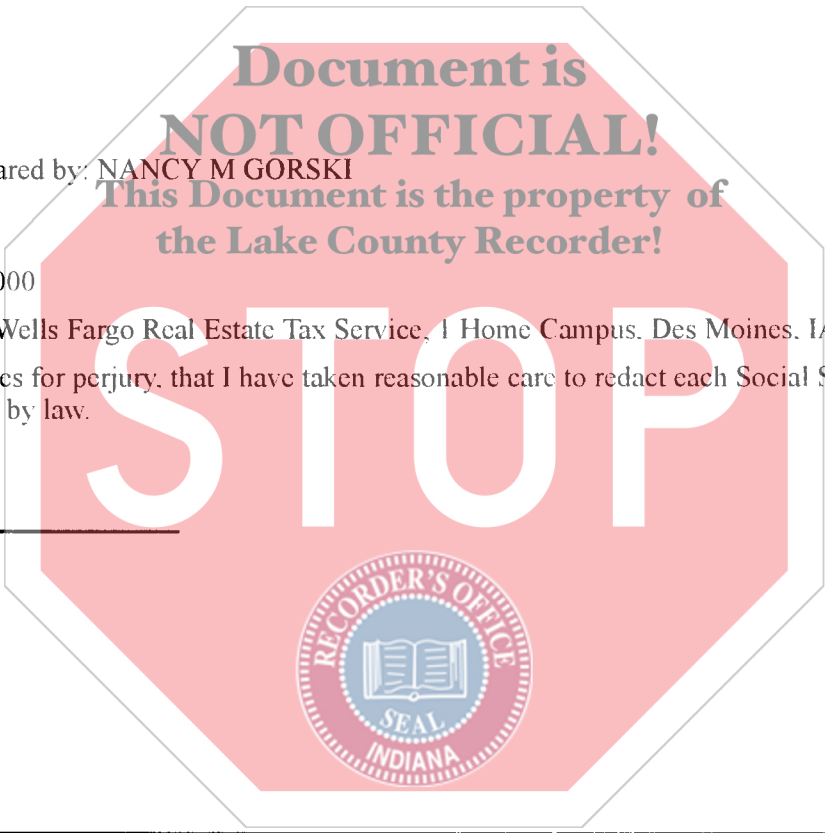 Document is
NOT OFFICIAL!
ared by: NANCY M GORSKI
This Document is the property of
the Lake County Recorder!
000
Wells Fargo Real Estate Tax Service, 1 Home Campus, Des Moines, IA
es for perjury, that I have taken reasonable care to redact each Social S
by law.
STOP
RECORDER'S OFFICE
SEAL
INDIANA